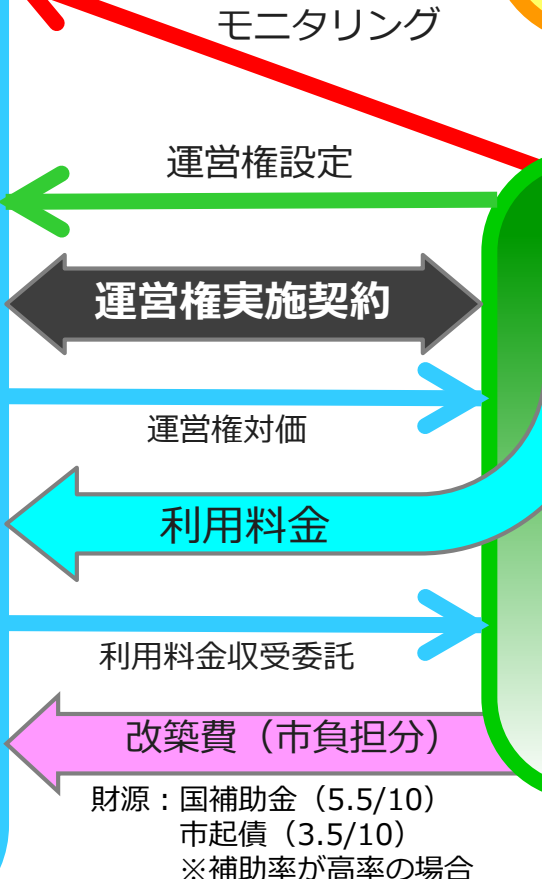 モニタリング
運営権設定
運営権実施契約
運営権対価
利用料金
利用料金収受委託
改築費（市負担分）
財源：国補助金（5.5/10）
市起債（3.5/10）
※補助率が高率の場合